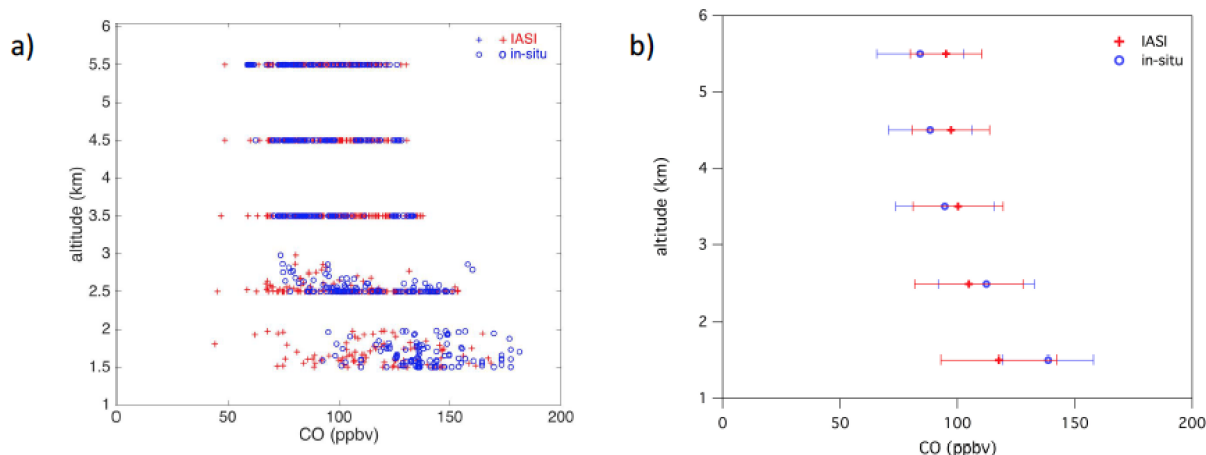 a)
6
5.5
5
4.5
4
3.5
3
2.5
2
1.5
1
0
50
100
150
200
altitude (km)
CO (ppbv)
+ + IASI
o o in-situ
b)
6
5
4
3
2
1
0
50
100
150
200
altitude (km)
CO (ppbv)
IASI
in-situ